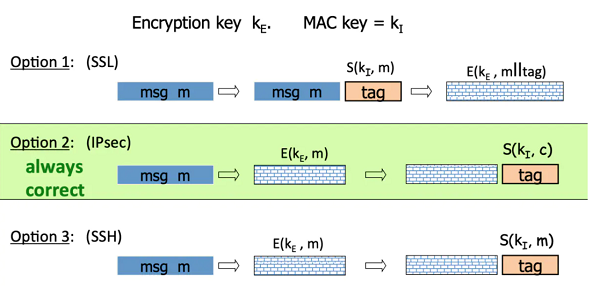 Encryption key k_E. MAC key = k_I
Option 1: (SSL)
S(k_I, m)
E(k_E, m||tag)
msg m
msg m
tag
Option 2: (IPsec)
always
correct
E(k_E, m)
S(k_I, c)
msg m
tag
Option 3: (SSH)
E(k_E, m)
S(k_I, m)
msg m
tag